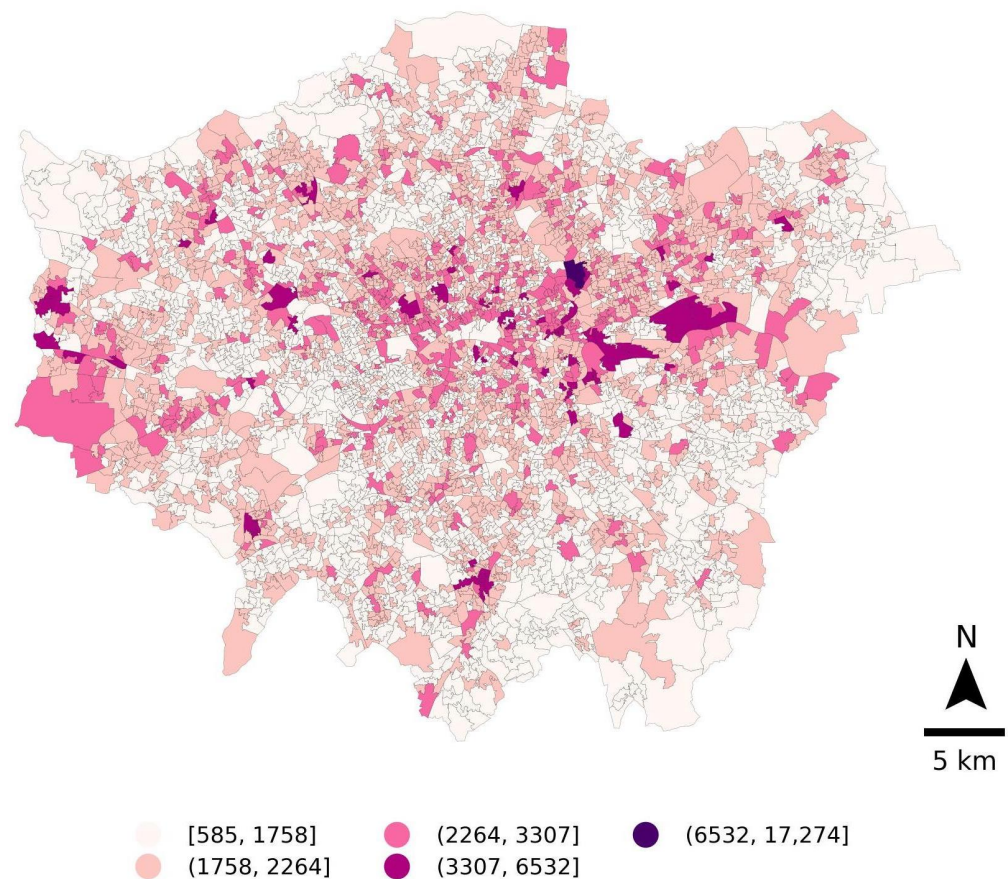 N
5 km
[585, 1758] (2264, 3307] (6532, 17,274]
(1758, 2264] (3307, 6532]